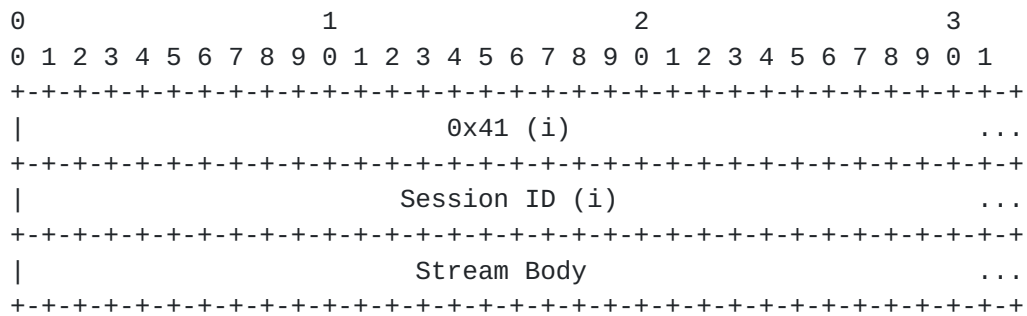 0                   1                   2                   3
0 1 2 3 4 5 6 7 8 9 0 1 2 3 4 5 6 7 8 9 0 1 2 3 4 5 6 7 8 9 0 1
+-+-+-+-+-+-+-+-+-+-+-+-+-+-+-+-+-+-+-+-+-+-+-+-+-+-+-+-+-+-+-+-+
|                           0x41 (i)                          ...
+-+-+-+-+-+-+-+-+-+-+-+-+-+-+-+-+-+-+-+-+-+-+-+-+-+-+-+-+-+-+-+-+
|                        Session ID (i)                       ...
+-+-+-+-+-+-+-+-+-+-+-+-+-+-+-+-+-+-+-+-+-+-+-+-+-+-+-+-+-+-+-+-+
|                         Stream Body                         ...
+-+-+-+-+-+-+-+-+-+-+-+-+-+-+-+-+-+-+-+-+-+-+-+-+-+-+-+-+-+-+-+-+